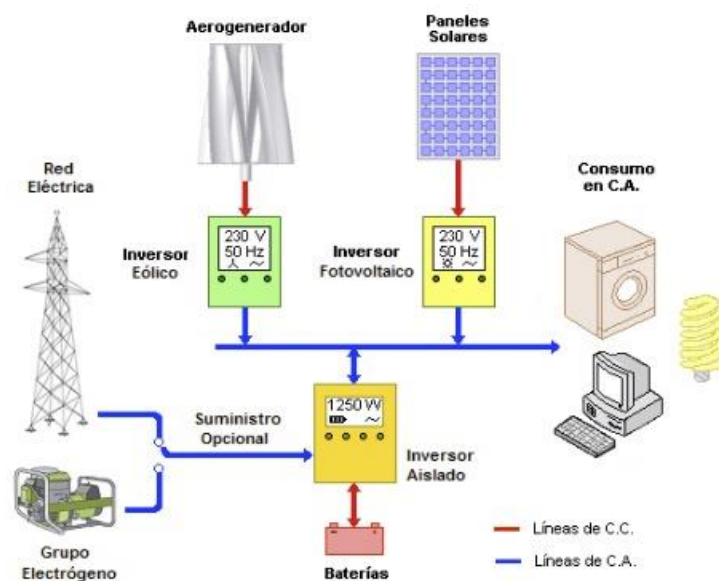 Aerogenerador
Paneles
Solares
Red
Eléctrica
Consumo
en C.A.
230 V
50 Hz
Inversor
Eólico
230 V
50 Hz
Inversor
Fotovoltaico
1250 W
Suministro
Opcional
Inversor
Aislado
Grupo
Electrógeno
Baterías
Líneas de C.C.
Líneas de C.A.